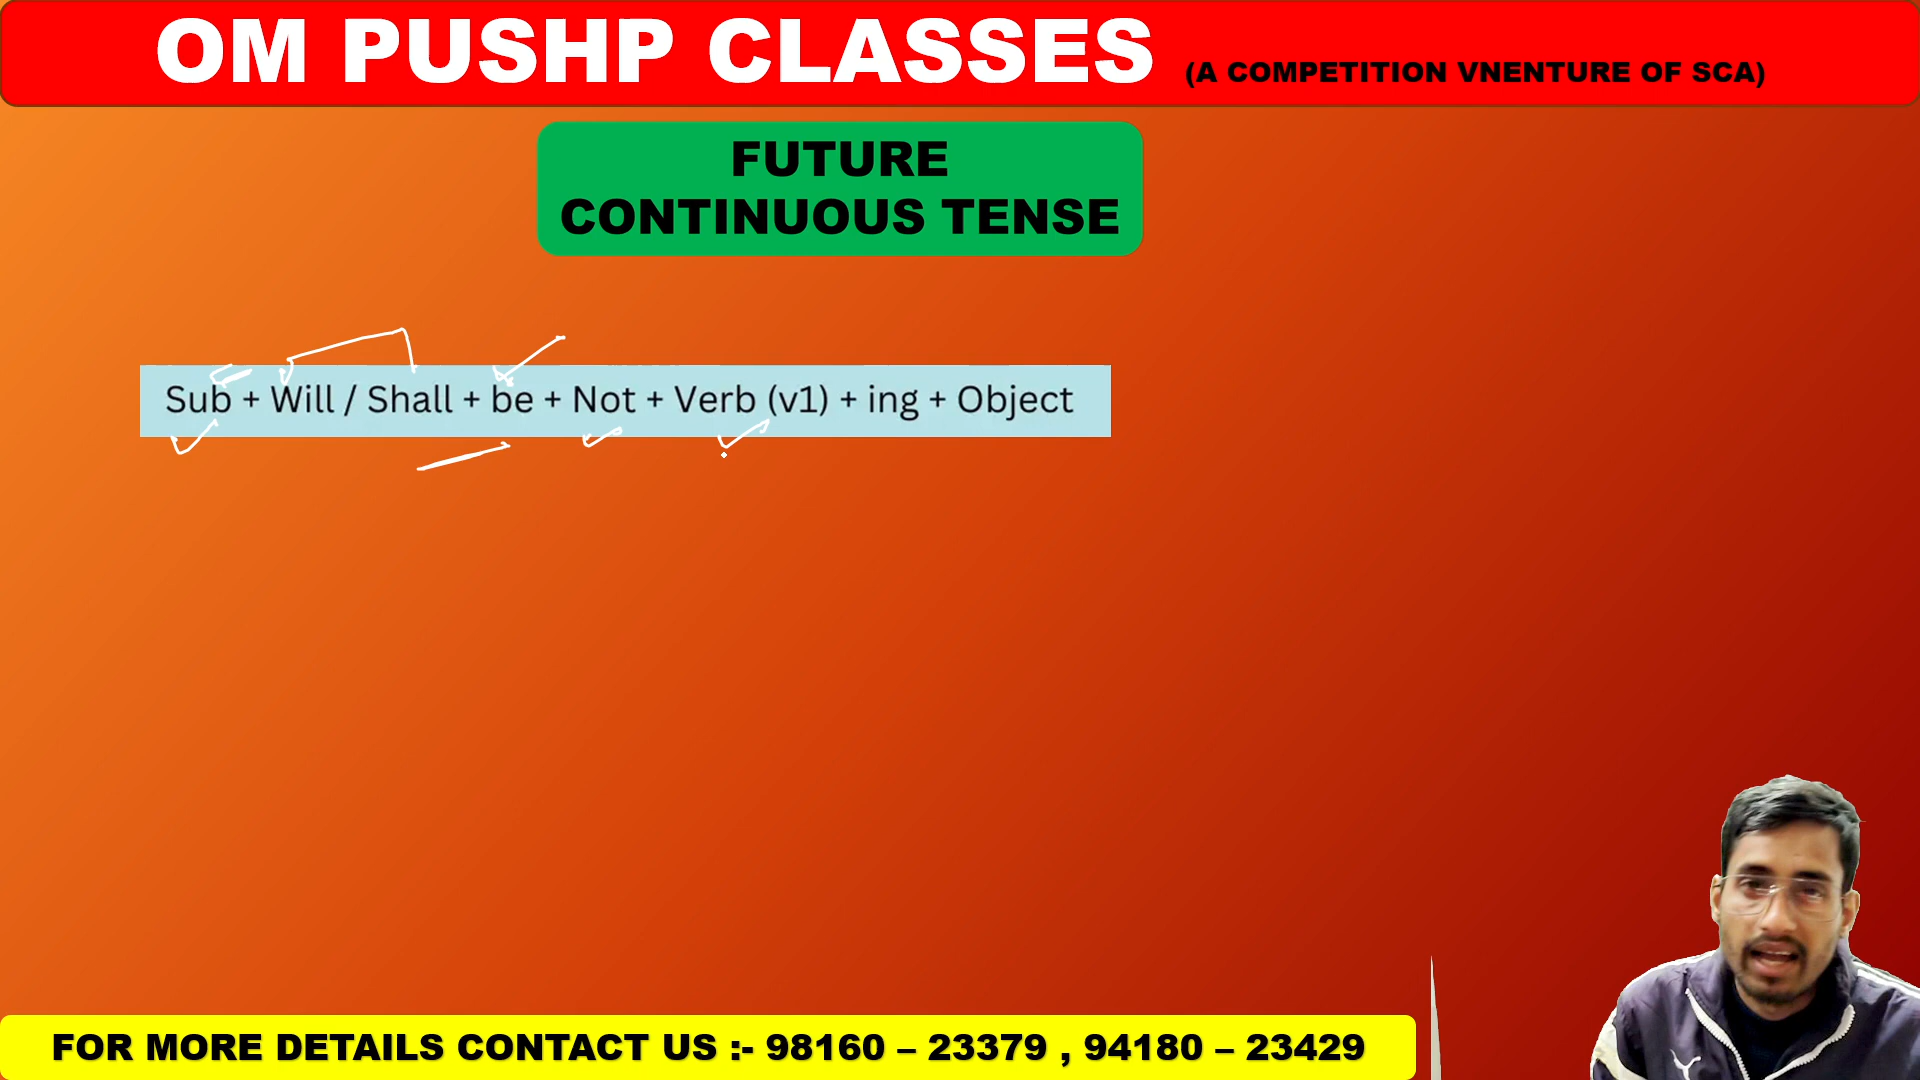 OM PUSHP CLASSES (A COMPETITION VNENTURE OF SCA)
FUTURE
CONTINUOUS TENSE
Sub + Will / Shall + be + Not + Verb (v1) + ing + Object
FOR MORE DETAILS CONTACT US :- 98160 – 23379 , 94180 – 23429